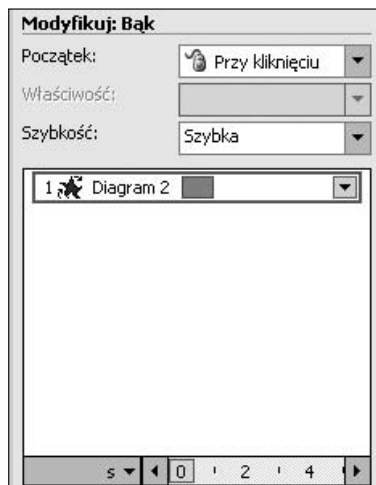 Modyfikuj: Bąk
Początek: Przy kliknięciu
Właściwość:
Szybkość: Szybka
1 Diagram 2
s 0 2 4